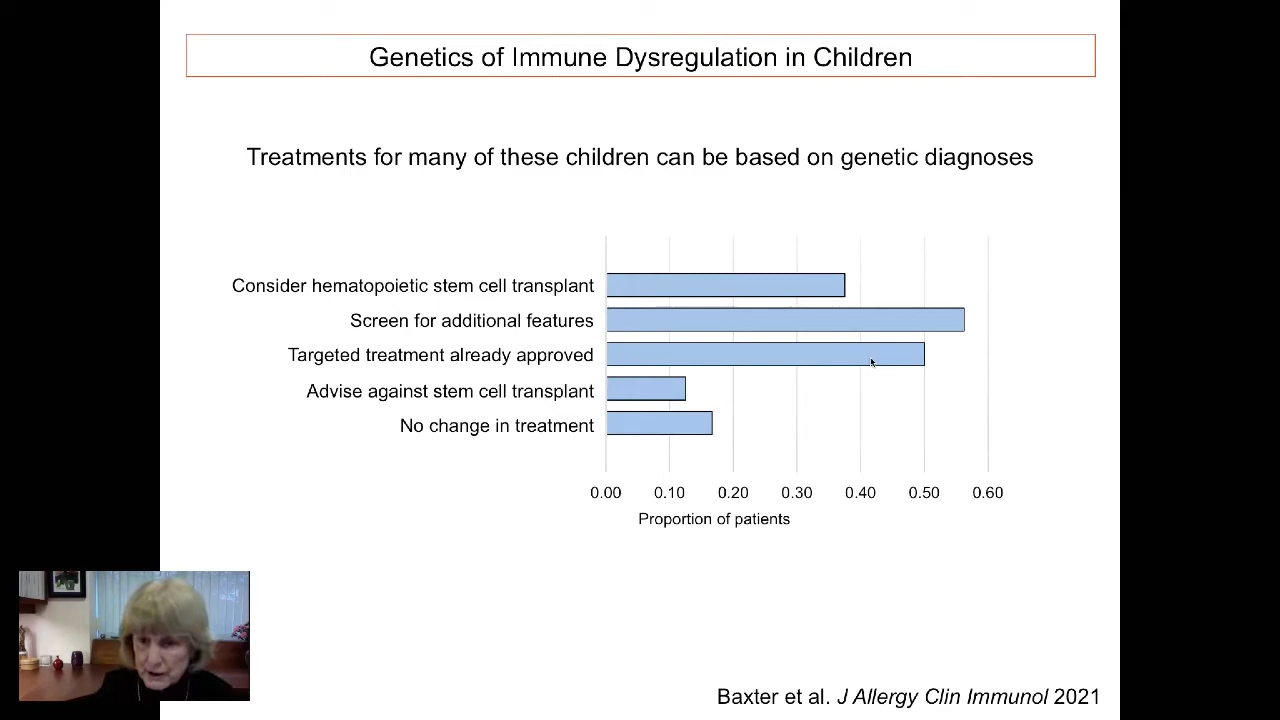 Genetics of Immune Dysregulation in Children
Treatments for many of these children can be based on genetic diagnoses
Consider hematopoietic stem cell transplant
Screen for additional features
Targeted treatment already approved
Advise against stem cell transplant
No change in treatment
0.00 0.10 0.20 0.30 0.40 0.50 0.60
Proportion of patients
Baxter et al. J Allergy Clin Immunol 2021